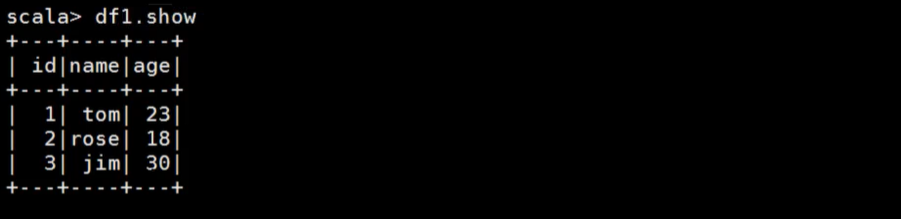 scala> df1.show
+---+----+---+
| id|name|age|
+---+----+---+
|  1| tom| 23|
|  2|rose| 18|
|  3| jim| 30|
+---+----+---+